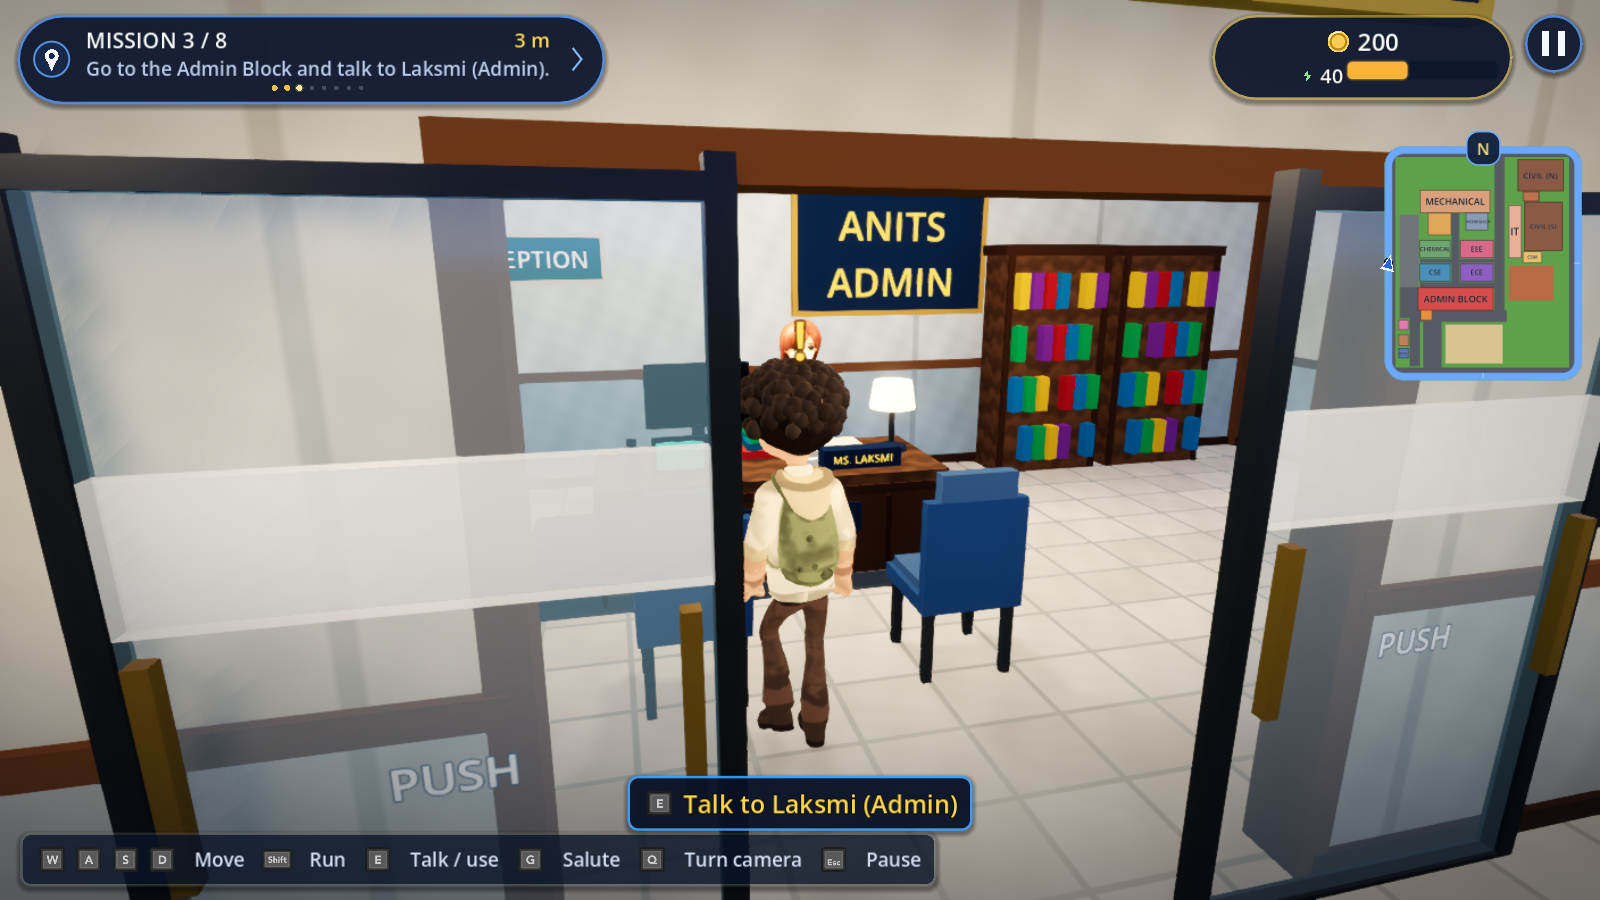 MISSION 3 / 8
3 m
Go to the Admin Block and talk to Laksmi (Admin).
200
40
N
CIVIL (N)
MECHANICAL
IT
CIVIL (S)
CHEMICAL
EEE
CSE
ECE
ADMIN BLOCK
EPTION
ANITS
ADMIN
MS. LAKSMI
PUSH
PUSH
E Talk to Laksmi (Admin)
W A S D Move Shift Run E Talk / use G Salute Q Turn camera Esc Pause